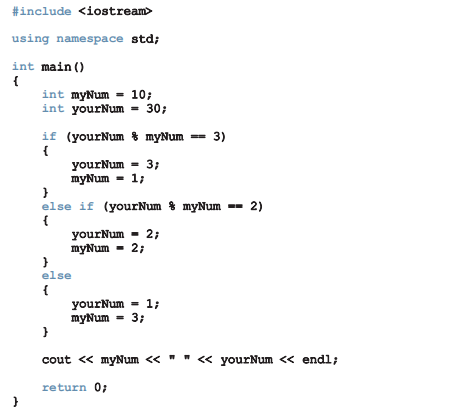 #include <iostream>
using namespace std;
int main()
{
int myNum = 10;
int yourNum = 30;
if (yourNum % myNum == 3)
{
yourNum = 3;
myNum = 1;
}
else if (yourNum % myNum == 2)
{
yourNum = 2;
myNum = 2;
}
else
{
yourNum = 1;
myNum = 3;
}
cout << myNum << " " << yourNum << endl;
return 0;
}